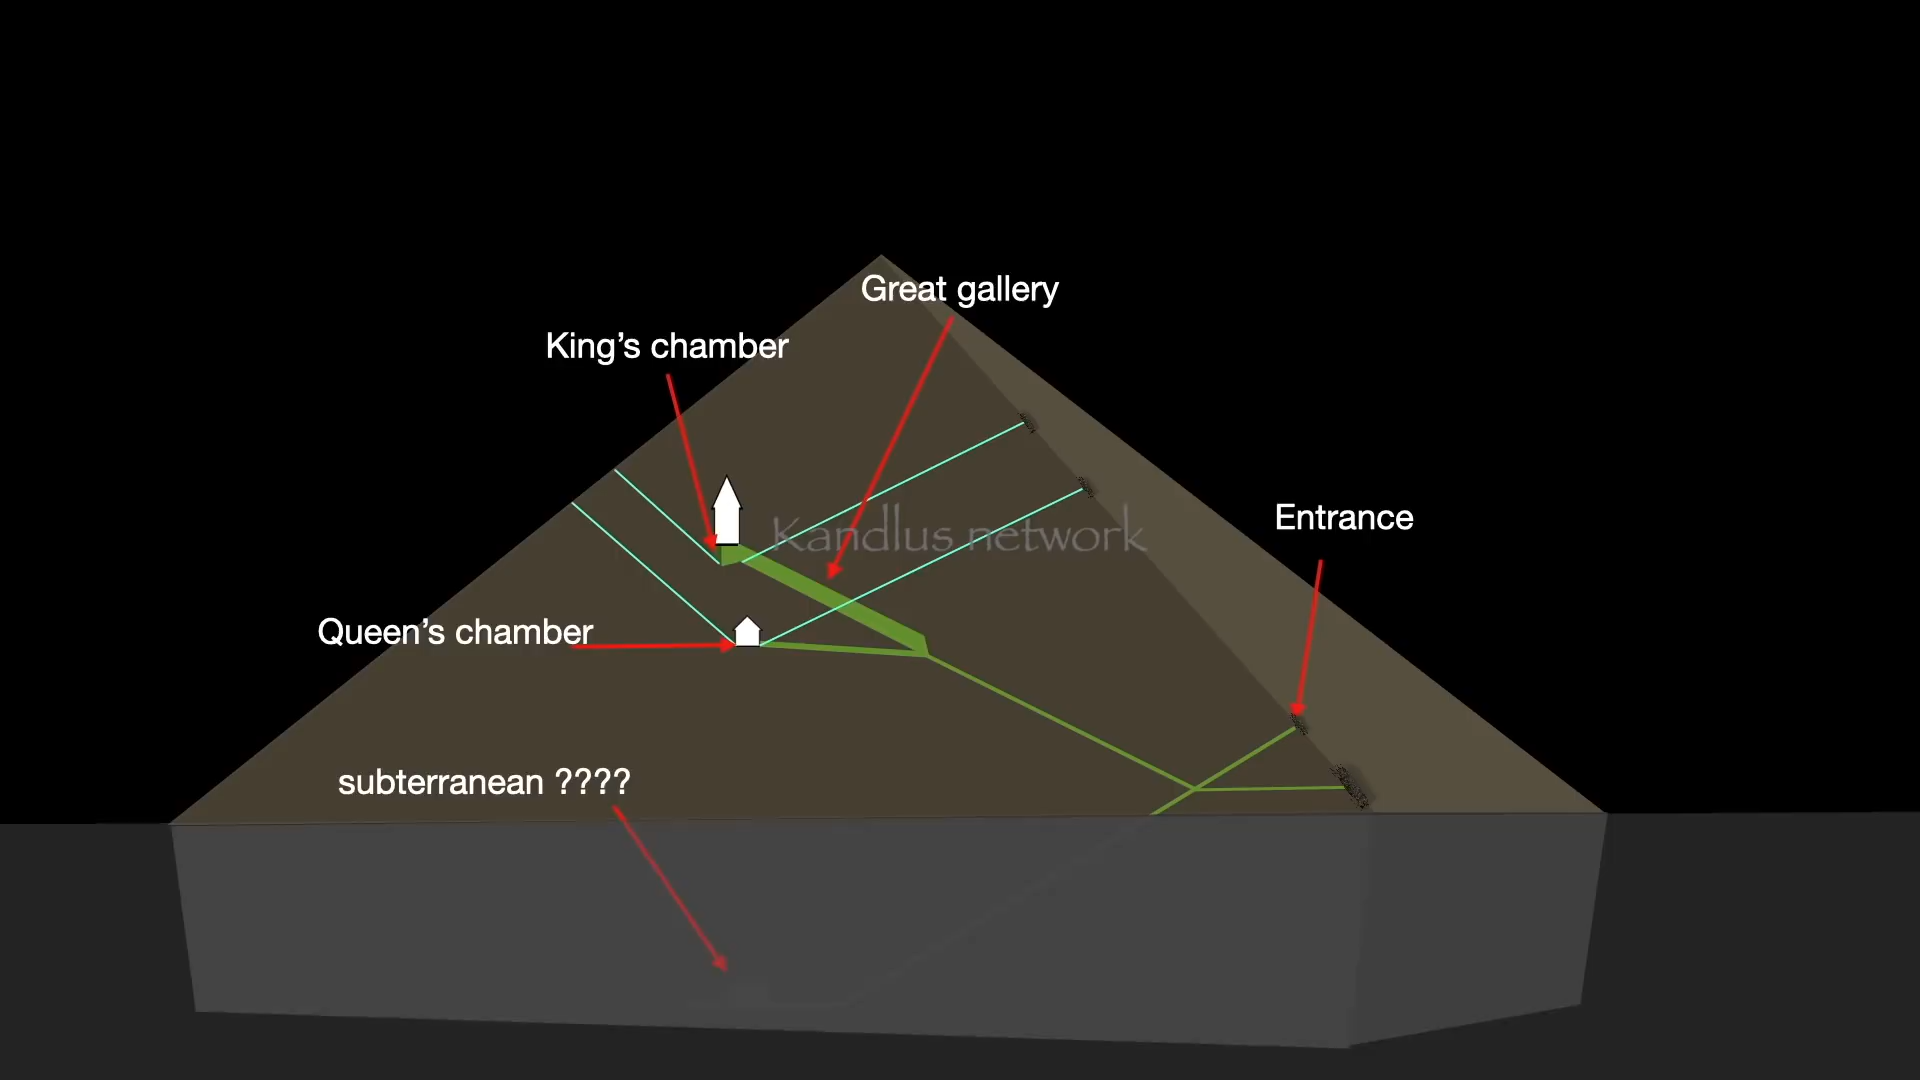 Great gallery
King’s chamber
Entrance
Kandlus network
Queen’s chamber
subterranean ????